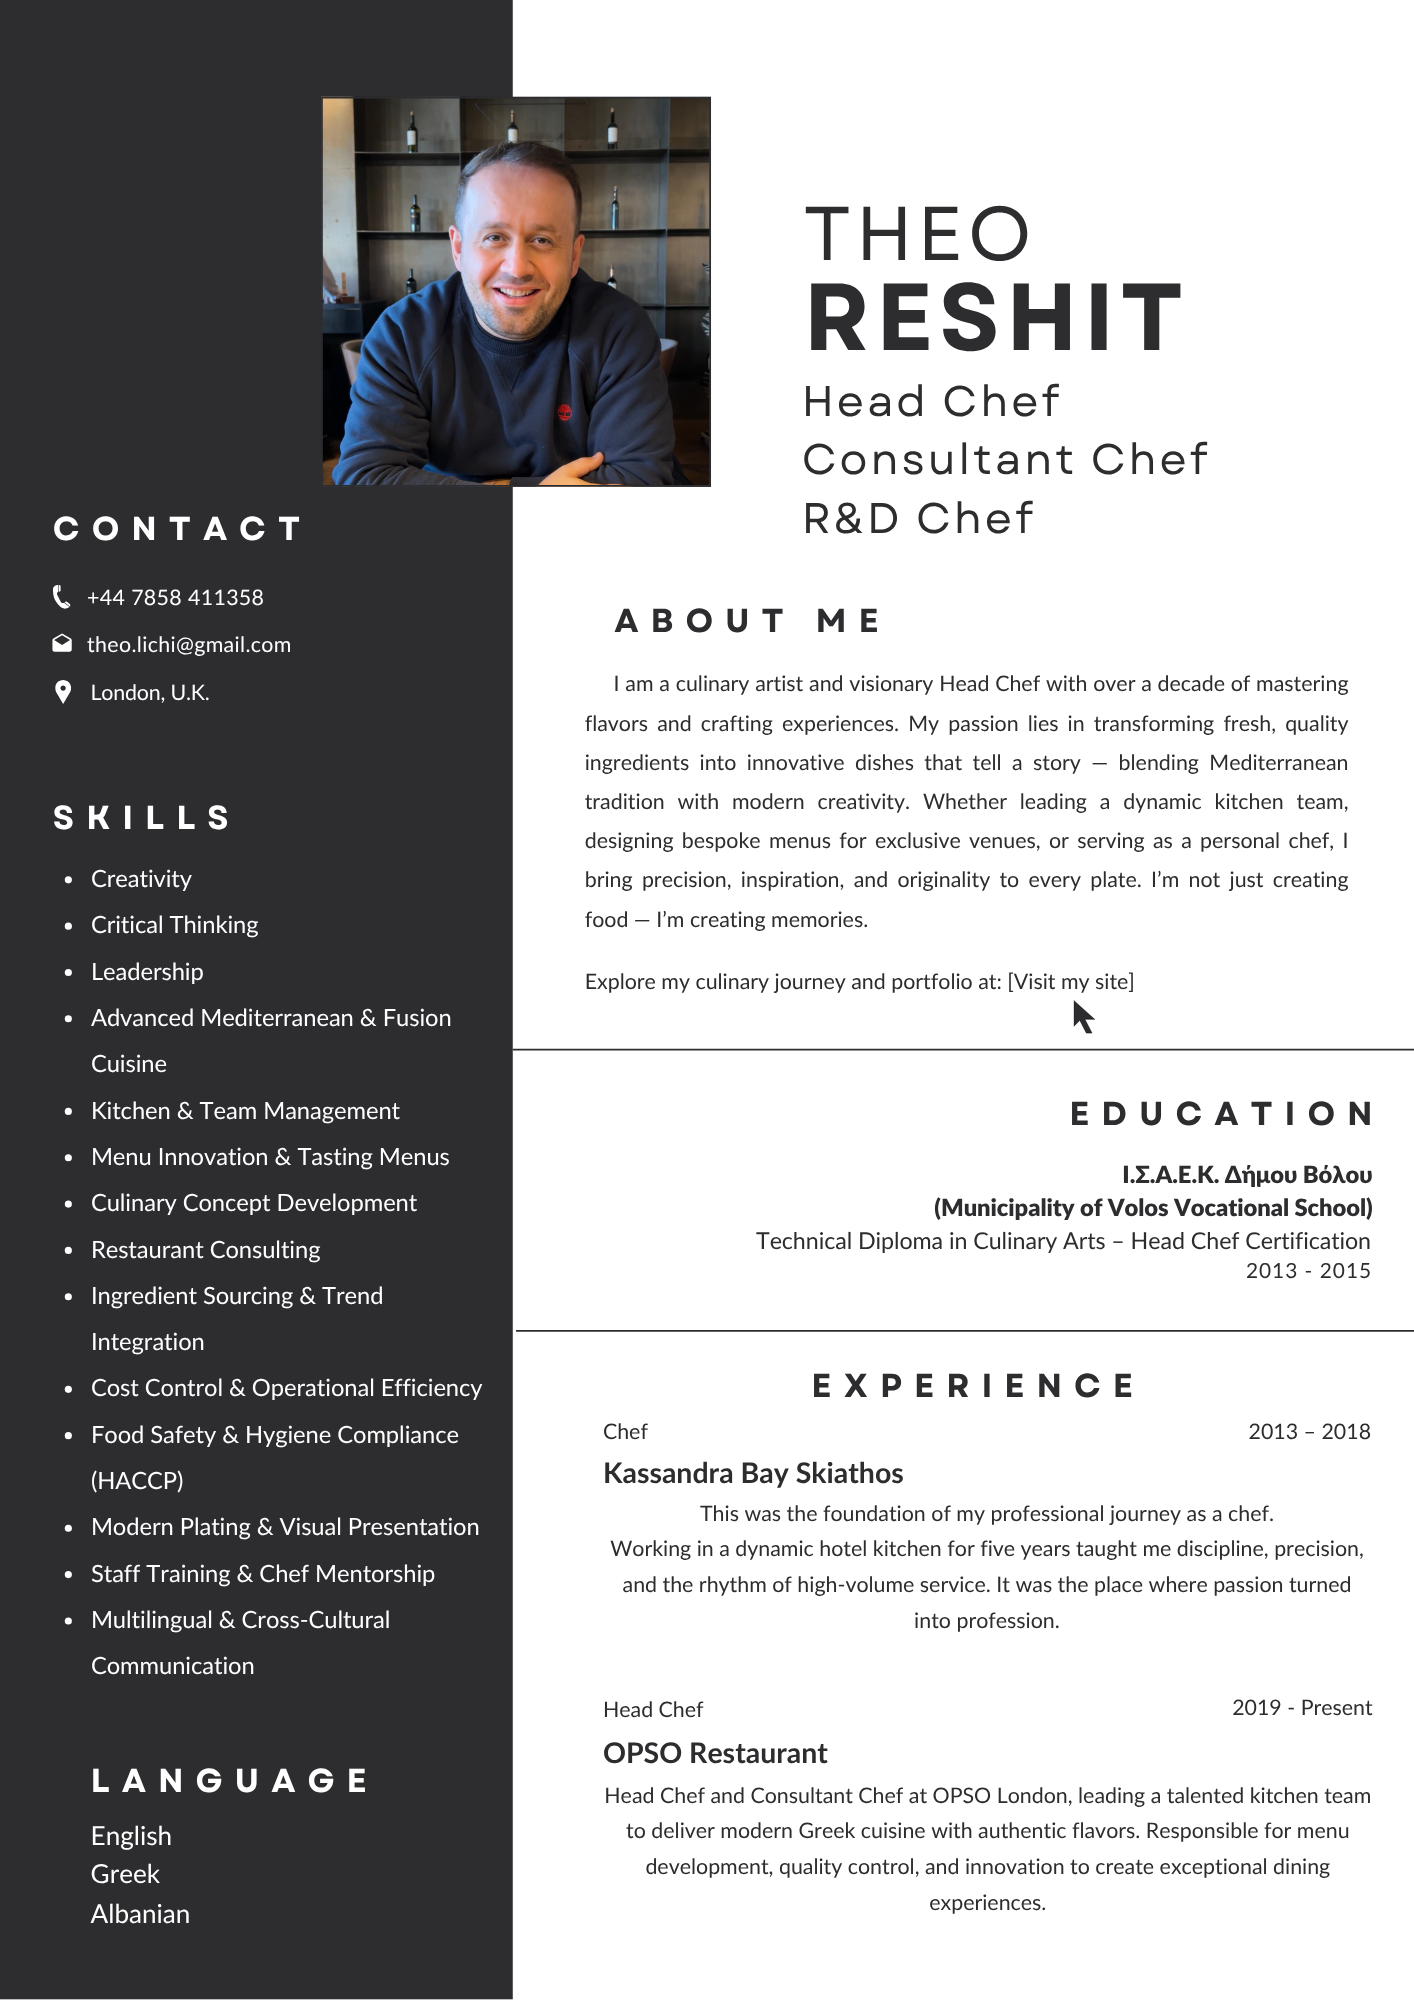 THEO
RESHIT
Head Chef
Consultant Chef
R&D Chef
CONTACT
+44 7858 411358
theo.lichi@gmail.com
London, U.K.
SKILLS
• Creativity
• Critical Thinking
• Leadership
• Advanced Mediterranean & Fusion
Cuisine
• Kitchen & Team Management
• Menu Innovation & Tasting Menus
• Culinary Concept Development
• Restaurant Consulting
• Ingredient Sourcing & Trend
Integration
• Cost Control & Operational Efficiency
• Food Safety & Hygiene Compliance
(HACCP)
• Modern Plating & Visual Presentation
• Staff Training & Chef Mentorship
• Multilingual & Cross-Cultural
Communication
LANGUAGE
English
Greek
Albanian
ABOUT ME
I am a culinary artist and visionary Head Chef with over a decade of mastering
flavors and crafting experiences. My passion lies in transforming fresh, quality
ingredients into innovative dishes that tell a story — blending Mediterranean
tradition with modern creativity. Whether leading a dynamic kitchen team,
designing bespoke menus for exclusive venues, or serving as a personal chef, I
bring precision, inspiration, and originality to every plate. I’m not just creating
food — I’m creating memories.
Explore my culinary journey and portfolio at: [Visit my site]
EDUCATION
Ι.Σ.Α.Ε.Κ. Δήμου Βόλου
(Municipality of Volos Vocational School)
Technical Diploma in Culinary Arts – Head Chef Certification
2013 - 2015
EXPERIENCE
Chef 2013 – 2018
Kassandra Bay Skiathos
This was the foundation of my professional journey as a chef.
Working in a dynamic hotel kitchen for five years taught me discipline, precision,
and the rhythm of high-volume service. It was the place where passion turned
into profession.
Head Chef 2019 - Present
OPSO Restaurant
Head Chef and Consultant Chef at OPSO London, leading a talented kitchen team
to deliver modern Greek cuisine with authentic flavors. Responsible for menu
development, quality control, and innovation to create exceptional dining
experiences.